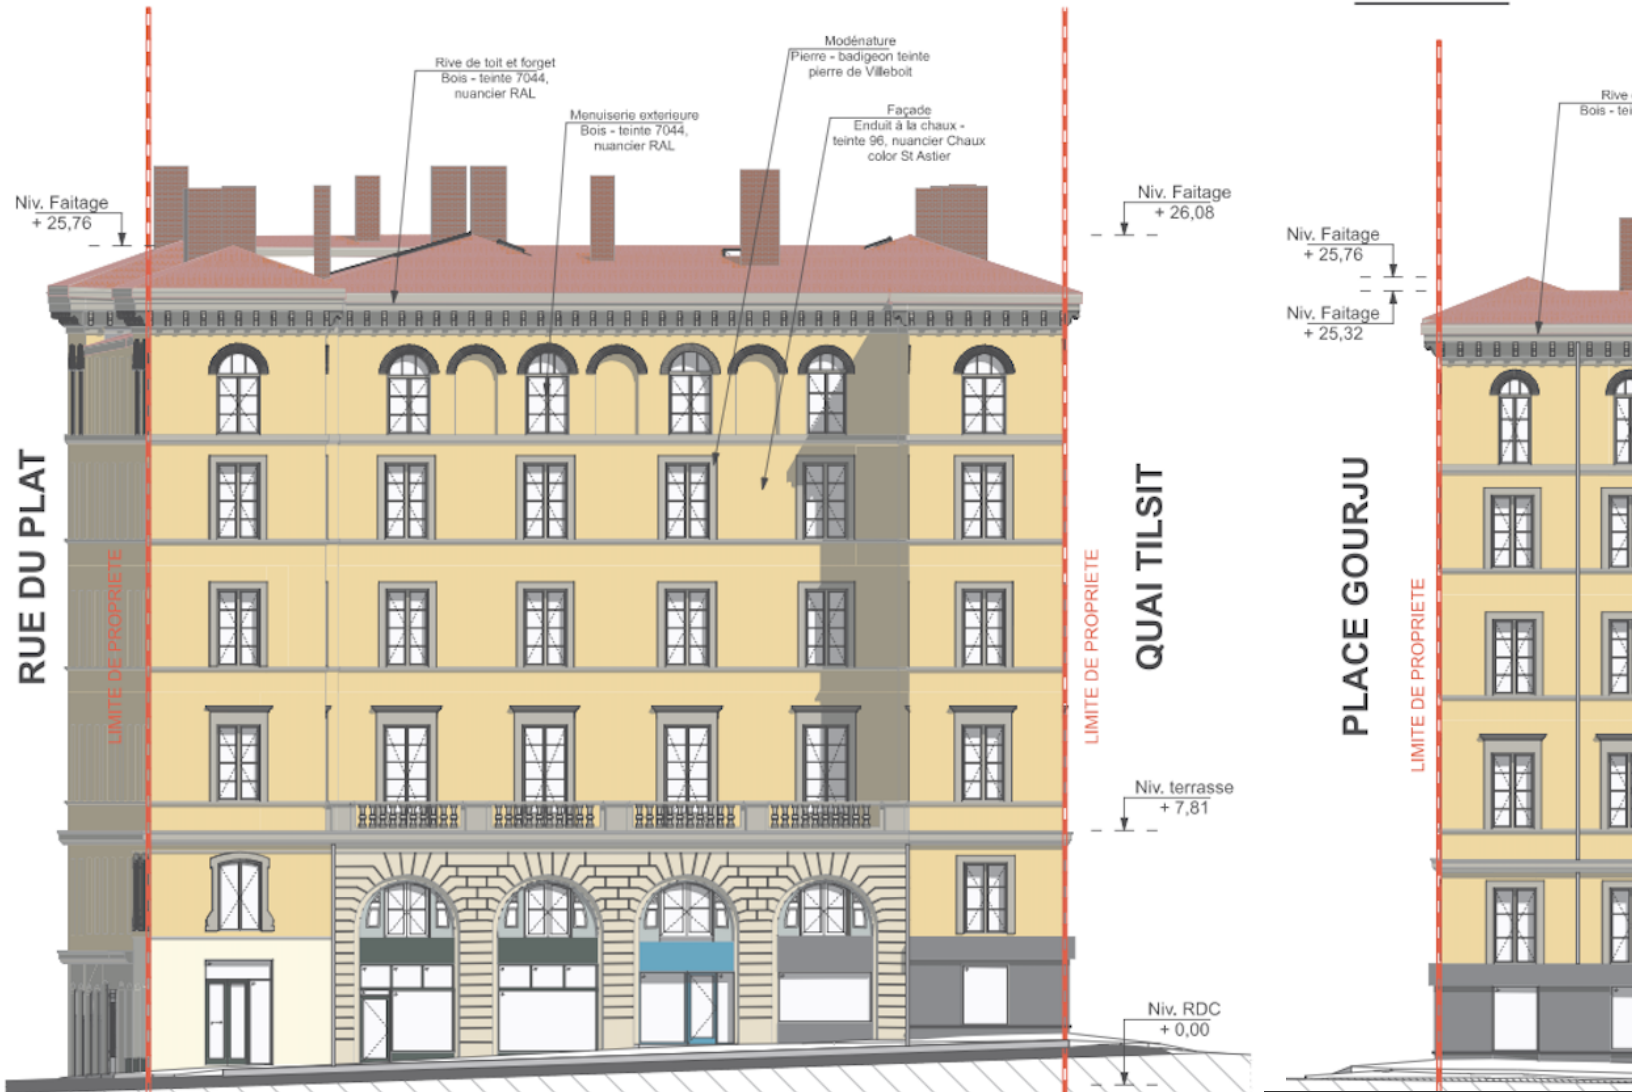 Rive de toit et forget
Bois - teinte 7044,
nuancier RAL
Menuiserie exterieure
Bois - teinte 7044,
nuancier RAL
Modénature
Pierre - badigeon teinte
pierre de Villeboit
Façade
Enduit à la chaux -
teinte 96, nuancier Chaux
color St Astier
Niv. Faitage
+ 25,76
Niv. Faitage
+ 26,08
RUE DU PLAT
LIMITE DE PROPRIETE
LIMITE DE PROPRIETE
QUAI TILSIT
Niv. terrasse
+ 7,81
Niv. RDC
+ 0,00
Rive
Bois - tei
Niv. Faitage
+ 25,76
Niv. Faitage
+ 25,32
PLACE GOURJU
LIMITE DE PROPRIETE